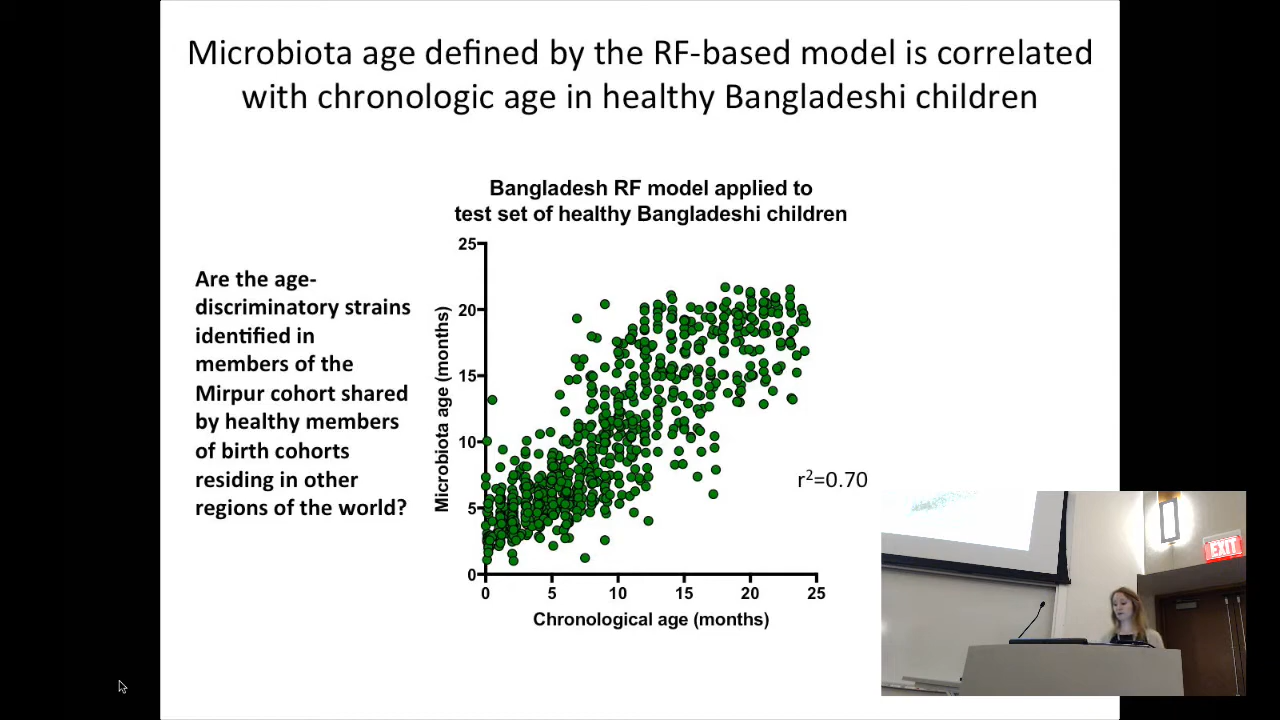 Microbiota age defined by the RF-based model is correlated
with chronologic age in healthy Bangladeshi children
Bangladesh RF model applied to
test set of healthy Bangladeshi children
Are the age-
discriminatory strains
identified in
members of the
Mirpur cohort shared
by healthy members
of birth cohorts
residing in other
regions of the world?
Microbiota age (months)
25
20
15
10
5
0
0 5 10 15 20 25
Chronological age (months)
r²=0.70
EXIT